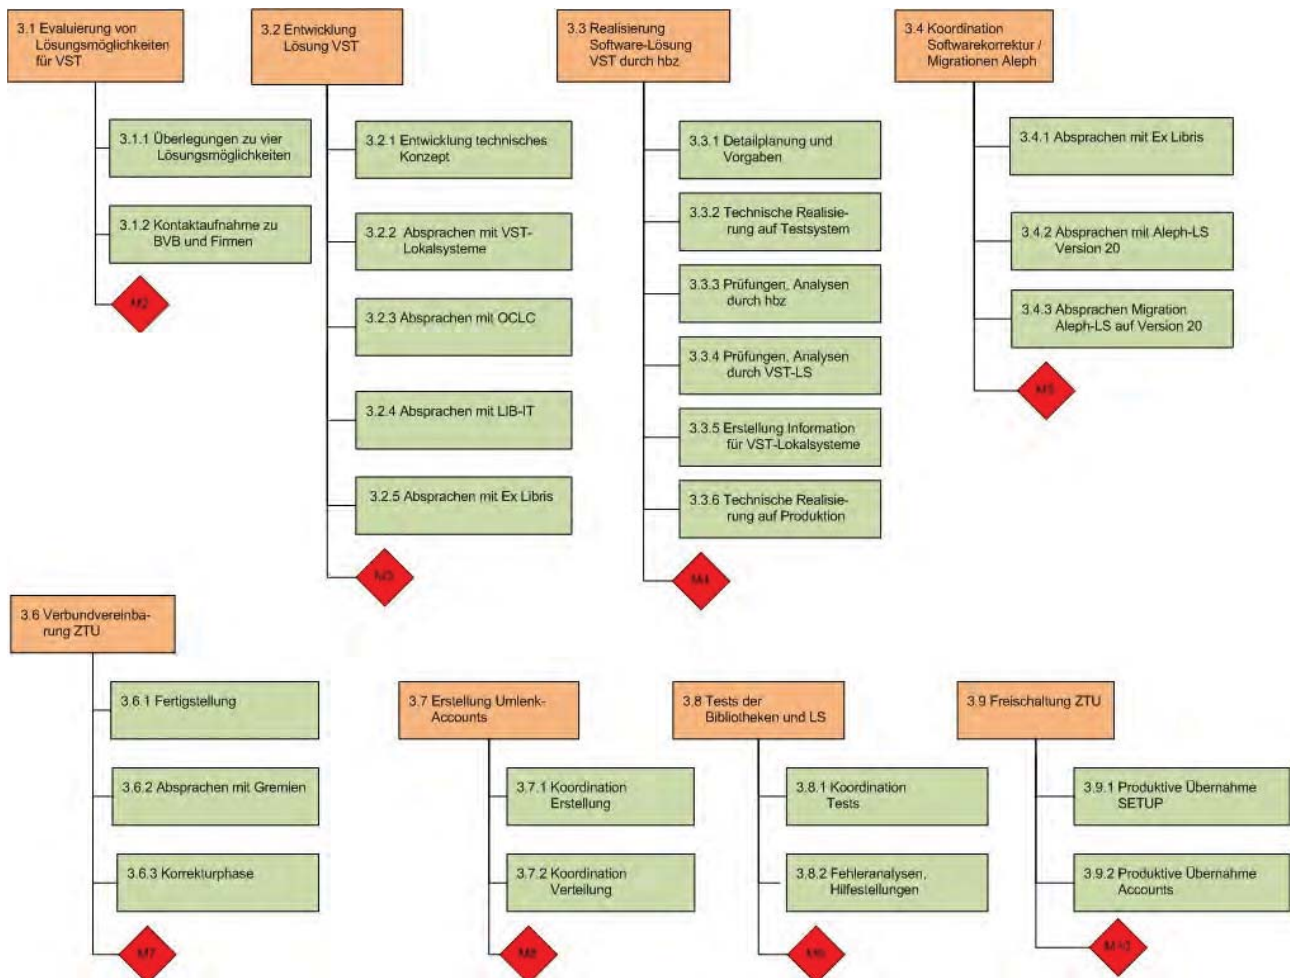 3.1 Evaluierung von
Lösungsmöglichkeiten
für VST
3.1.1 Überlegungen zu vier
Lösungsmöglichkeiten
3.1.2 Kontaktaufnahme zu
BVB und Firmen
M2
3.2 Entwicklung
Lösung VST
3.2.1 Entwicklung technisches
Konzept
3.2.2 Absprachen mit VST-
Lokalsysteme
3.2.3 Absprachen mit OCLC
3.2.4 Absprachen mit LIB-IT
3.2.5 Absprachen mit Ex Libris
M3
3.3 Realisierung
Software-Lösung
VST durch hbz
3.3.1 Detailplanung und
Vorgaben
3.3.2 Technische Realisie-
rung auf Testsystem
3.3.3 Prüfungen, Analysen
durch hbz
3.3.4 Prüfungen, Analysen
durch VST-LS
3.3.5 Erstellung Information
für VST-Lokalsysteme
3.3.6 Technische Realisie-
rung auf Produktion
M4
3.4 Koordination
Softwarekorrektur /
Migrationen Aleph
3.4.1 Absprachen mit Ex Libris
3.4.2 Absprachen mit Aleph-LS
Version 20
3.4.3 Absprachen Migration
Aleph-LS auf Version 20
3.6 Verbundvereinba-
rung ZTU
3.6.1 Fertigstellung
3.6.2 Absprachen mit Gremien
3.6.3 Korrekturphase
M7
3.7 Erstellung Umlenk-
Accounts
3.7.1 Koordination
Erstellung
3.7.2 Koordination
Verteilung
M8
3.8 Tests der
Bibliotheken und LS
3.8.1 Koordination
Tests
3.8.2 Fehleranalysen,
Hilfestellungen
3.9 Freischaltung ZTU
3.9.1 Produktive Übernahme
SETUP
3.9.2 Produktive Übernahme
Accounts
M10